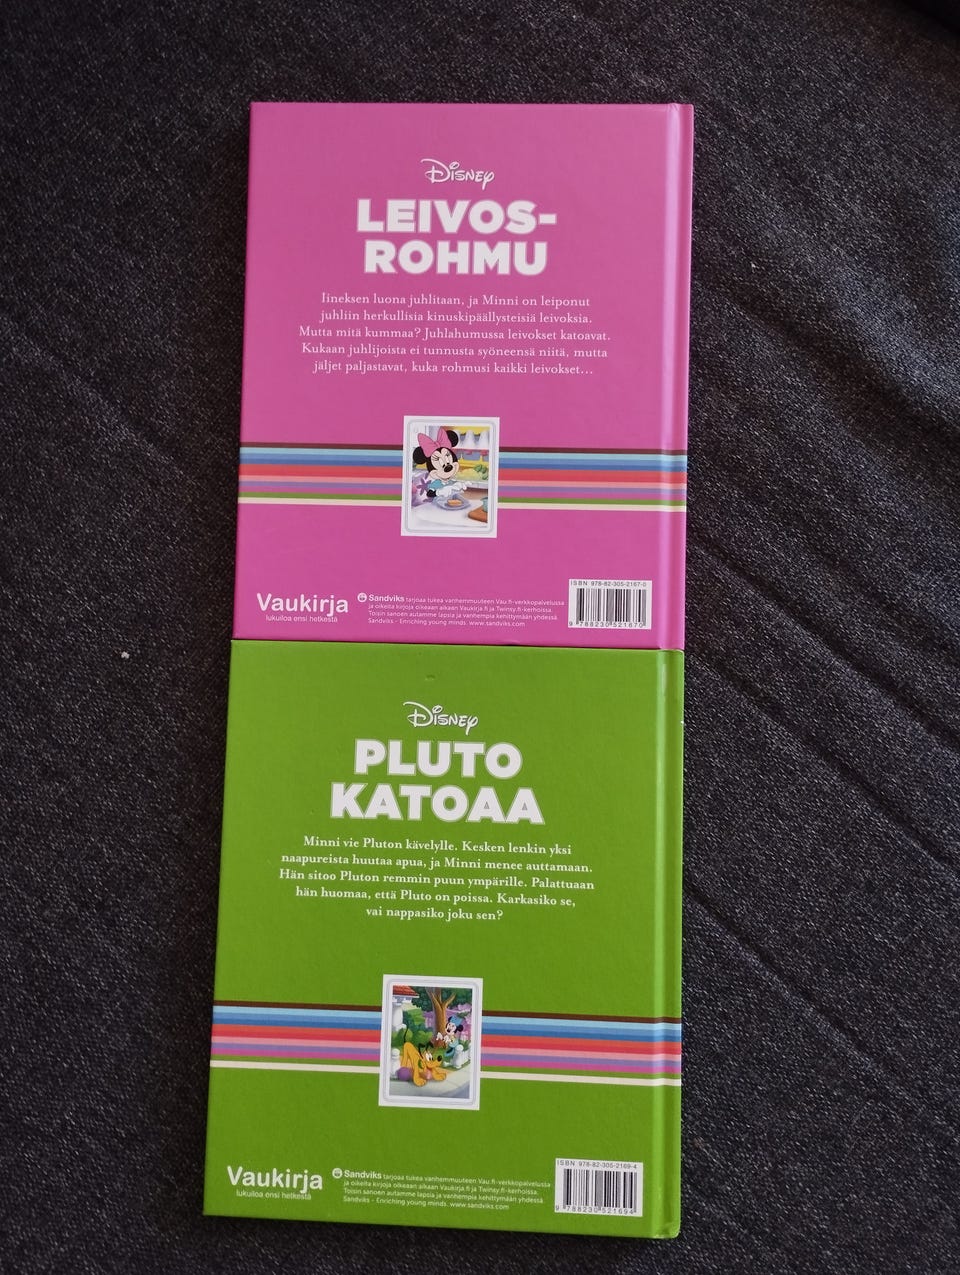 Disney
LEIVOS-
ROHMU
Iineksen luona juhlitaan, ja Minni on leiponut
juhliin herkullisia kinuskipäällysteisiä leivoksia.
Mutta mitä kummaa? Juhlahumussa leivokset katoavat.
Kukaan juhlijoista ei tunnusta syöneensä niitä, mutta
jäljet paljastavat, kuka rohmusi kaikki leivokset...
Vaukirja
lukuiloa ensi hetkestä
Sandviks tarjoaa tukea vanhemmuuteen Vau.fi-verkkopalvelussa
ja oikeita kirjoja oikeaan aikaan Vaukirja.fi ja Twinsy.fi-kerhoissa.
Toisin sanoen autamme lapsia ja vanhempia kehittymään yhdessä.
Sandviks - Enriching young minds. www.sandviks.com
ISBN 978-82-305-2167-0
9 788230 521670
Disney
PLUTO
KATOAA
Minni vie Pluton kävelylle. Kesken lenkin yksi
naapureista huutaa apua, ja Minni menee auttamaan.
Hän sitoo Pluton remmin puun ympärille. Palattuaan
hän huomaa, että Pluto on poissa. Karkasiko se,
vai nappasiko joku sen?
Vaukirja
lukuiloa ensi hetkestä
Sandviks tarjoaa tukea vanhemmuuteen Vau.fi-verkkopalvelussa
ja oikeita kirjoja oikeaan aikaan Vaukirja.fi ja Twinsy.fi-kerhoissa.
Toisin sanoen autamme lapsia ja vanhempia kehittymään yhdessä.
Sandviks - Enriching young minds. www.sandviks.com
ISBN 978-82-305-2169-4
9 788230 521694